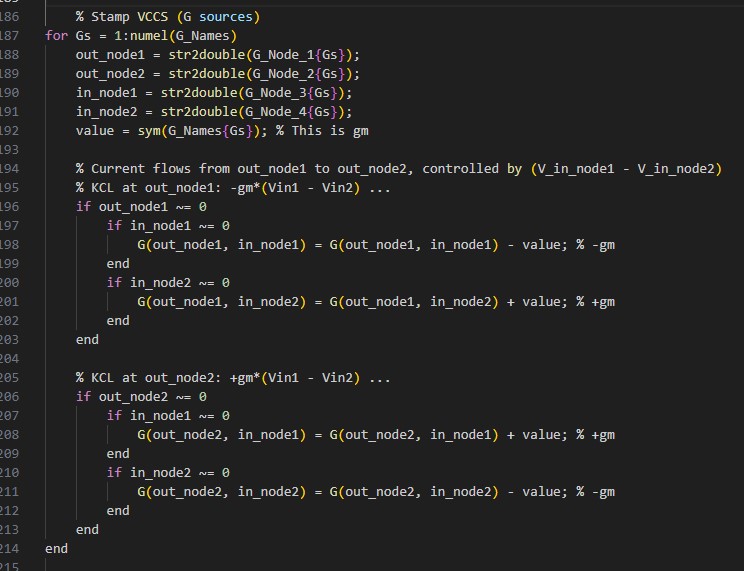 186 % Stamp VCCS (G sources)
187 for Gs = 1:numel(G_Names)
188 out_node1 = str2double(G_Node_1{Gs});
189 out_node2 = str2double(G_Node_2{Gs});
190 in_node1 = str2double(G_Node_3{Gs});
191 in_node2 = str2double(G_Node_4{Gs});
192 value = sym(G_Names{Gs}); % This is gm
193
194 % Current flows from out_node1 to out_node2, controlled by (V_in_node1 - V_in_node2)
195 % KCL at out_node1: -gm*(Vin1 - Vin2) ...
196 if out_node1 ~= 0
197 if in_node1 ~= 0
198 G(out_node1, in_node1) = G(out_node1, in_node1) - value; % -gm
199 end
200 if in_node2 ~= 0
201 G(out_node1, in_node2) = G(out_node1, in_node2) + value; % +gm
202 end
203 end
204
205 % KCL at out_node2: +gm*(Vin1 - Vin2) ...
206 if out_node2 ~= 0
207 if in_node1 ~= 0
208 G(out_node2, in_node1) = G(out_node2, in_node1) + value; % +gm
209 end
210 if in_node2 ~= 0
211 G(out_node2, in_node2) = G(out_node2, in_node2) - value; % -gm
212 end
213 end
214 end
215